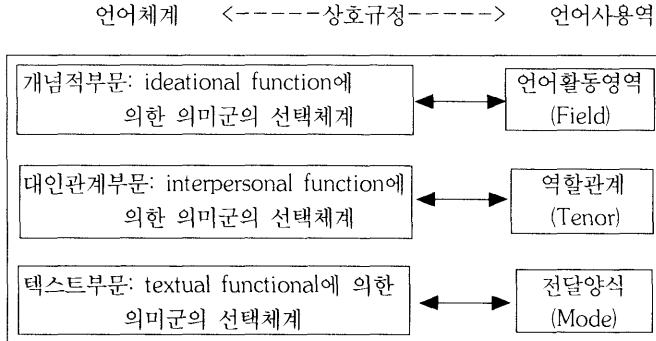 언어체계 <-----상호규정-----> 언어사용역
개념적부문: ideational function에
의한 의미군의 선택체계
언어활동영역
(Field)
대인관계부문: interpersonal function에
의한 의미군의 선택체계
역할관계
(Tenor)
텍스트부문: textual functional에 의한
의미군의 선택체계
전달양식
(Mode)